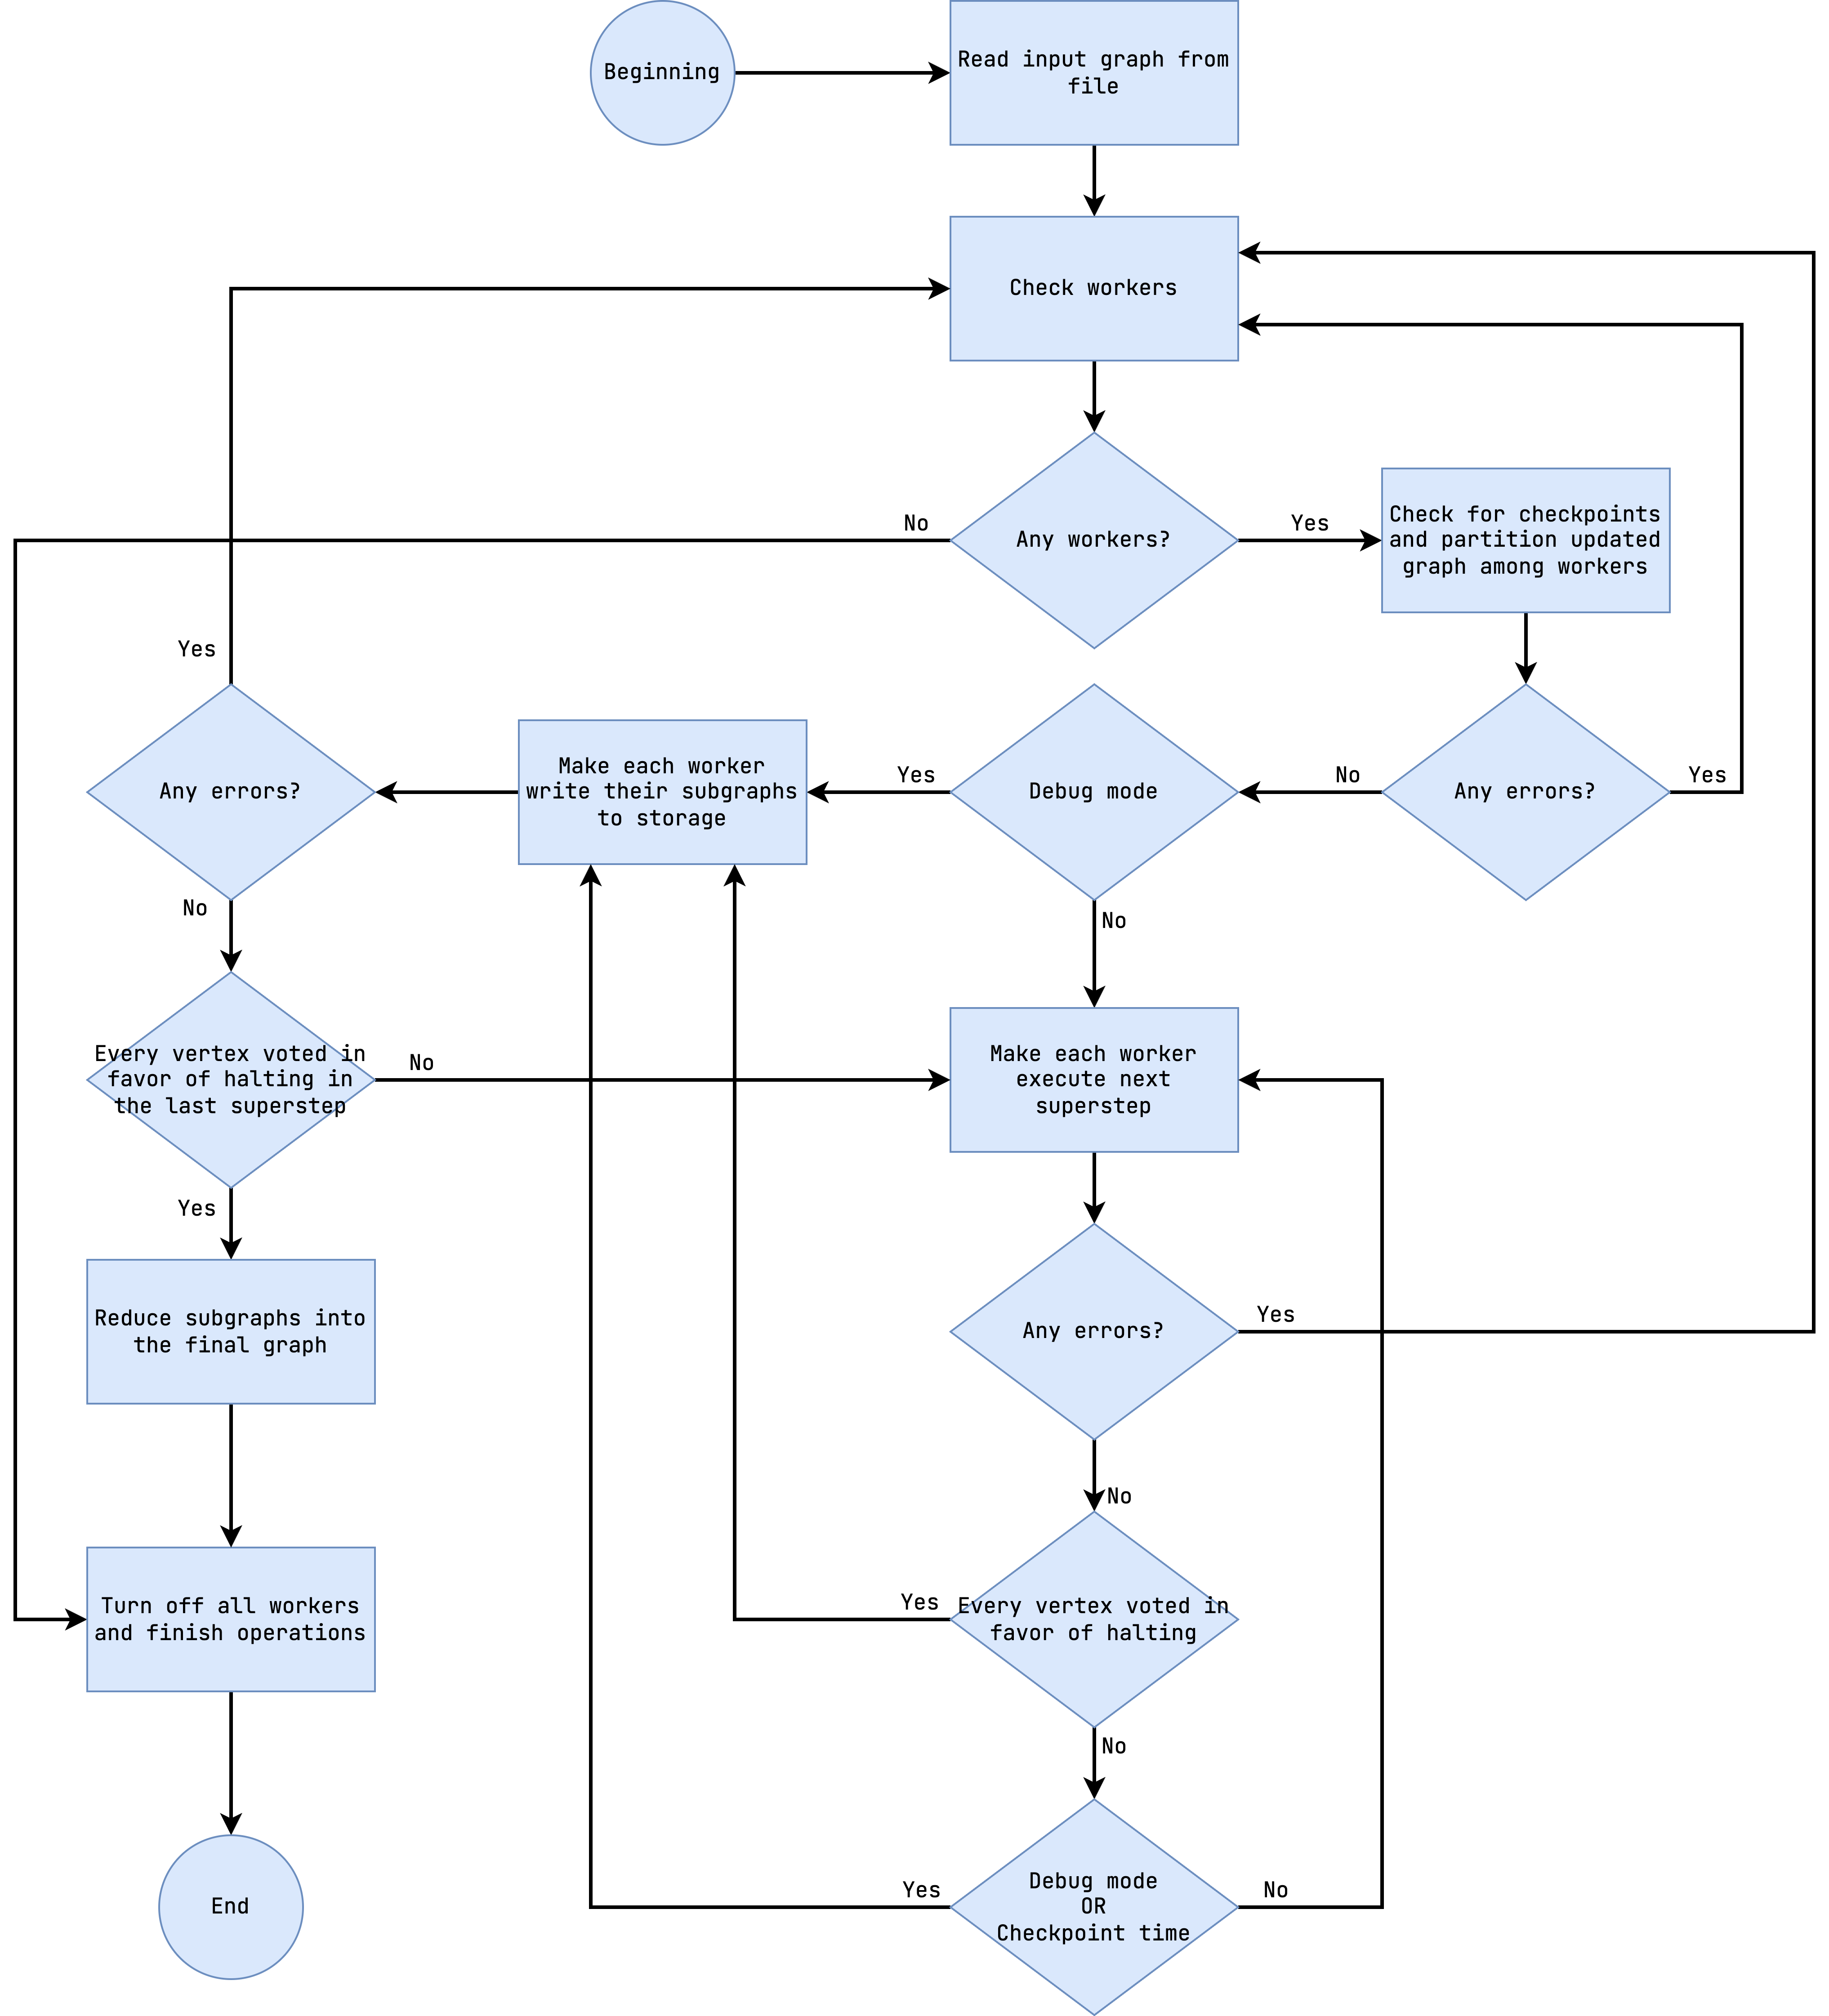 Beginning
Read input graph from
file
Check workers
Any workers?
No
Yes
Check for checkpoints
and partition updated
graph among workers
Yes
Any errors?
Make each worker
write their subgraphs
to storage
Yes
Debug mode
No
Any errors?
Yes
No
No
Every vertex voted in
favor of halting in
the last superstep
No
Make each worker
execute next
superstep
Yes
Reduce subgraphs into
the final graph
Any errors?
Yes
No
Turn off all workers
and finish operations
Yes
Every vertex voted in
favor of halting
No
End
Yes
Debug mode
OR
Checkpoint time
No